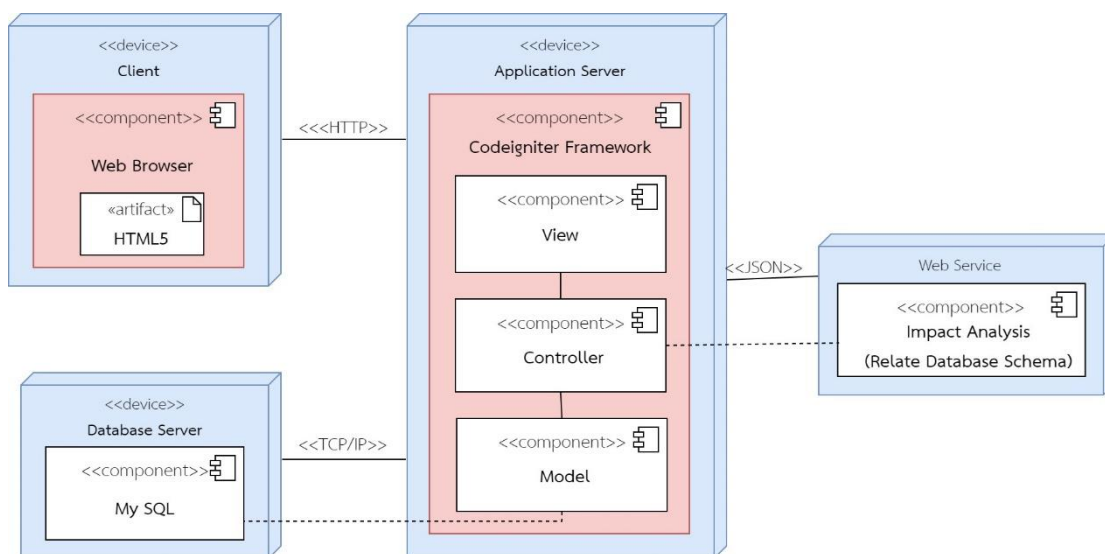 <<device>>
Client
<<component>>
Web Browser
«artifact»
HTML5
<<<HTTP>>
<<device>>
Application Server
<<component>>
Codeigniter Framework
<<component>>
View
<<component>>
Controller
<<component>>
Model
<<JSON>>
Web Service
<<component>>
Impact Analysis
(Relate Database Schema)
<<device>>
Database Server
<<component>>
My SQL
<<TCP/IP>>